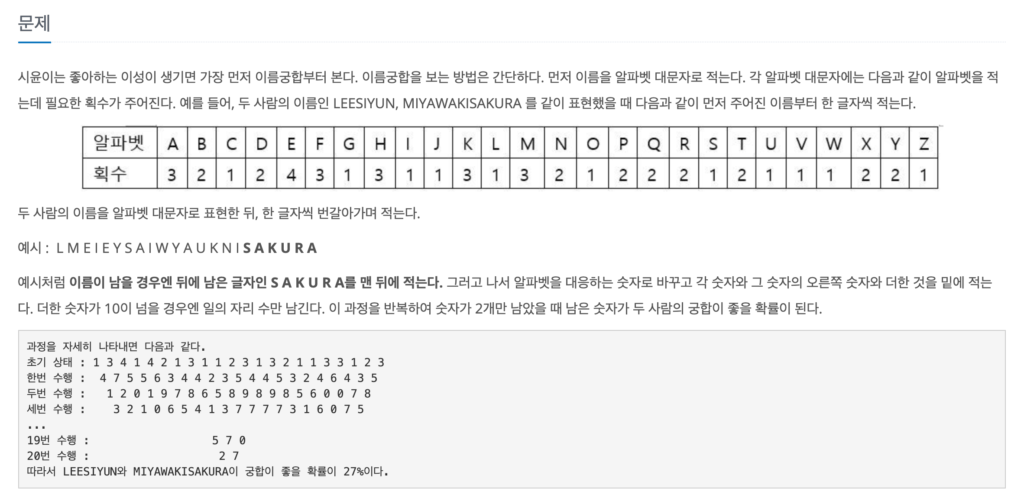 문제
시윤이는 좋아하는 이성이 생기면 가장 먼저 이름궁합부터 본다. 이름궁합을 보는 방법은 간단하다. 먼저 이름을 알파벳 대문자로 적는다. 각 알파벳 대문자에는 다음과 같이 알파벳을 적
는데 필요한 획수가 주어진다. 예를 들어, 두 사람의 이름인 LEESIYUN, MIYAWAKISAKURA 를 같이 표현했을 때 다음과 같이 먼저 주어진 이름부터 한 글자씩 적는다.
알파벳 A B C D E F G H I J K L M N O P Q R S T U V W X Y Z
획수 3 2 1 2 4 3 1 3 1 1 3 1 3 2 1 2 2 2 1 2 1 1 1 2 2 1
두 사람의 이름을 알파벳 대문자로 표현한 뒤, 한 글자씩 번갈아가며 적는다.
예시 : L M E I E Y S A I W Y A U K N I S A K U R A
예시처럼 이름이 남을 경우엔 뒤에 남은 글자인 S A K U R A를 맨 뒤에 적는다. 그러고 나서 알파벳을 대응하는 숫자로 바꾸고 각 숫자와 그 숫자의 오른쪽 숫자와 더한 것을 밑에 적는
다. 더한 숫자가 10이 넘을 경우엔 일의 자리 수만 남긴다. 이 과정을 반복하여 숫자가 2개만 남았을 때 남은 숫자가 두 사람의 궁합이 좋을 확률이 된다.
과정을 자세히 나타내면 다음과 같다.
초기 상태 : 1 3 4 1 4 2 1 3 1 1 2 3 1 3 2 1 1 3 3 1 2 3
한번 수행 : 4 7 5 5 6 3 4 4 2 3 5 4 4 5 3 2 4 6 4 3 5
두번 수행 : 1 2 0 1 9 7 8 6 5 8 9 8 9 8 5 6 0 0 7 8
세번 수행 : 3 2 1 0 6 5 4 1 3 7 7 7 7 3 1 6 0 7 5
...
19번 수행 : 5 7 0
20번 수행 : 2 7
따라서 LEESIYUN와 MIYAWAKISAKURA이 궁합이 좋을 확률이 27%이다.